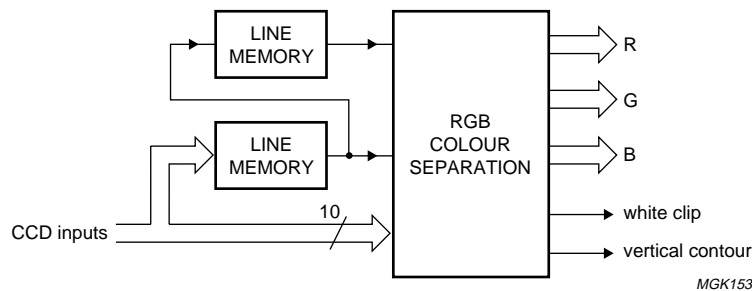 LINE
MEMORY
LINE
MEMORY
RGB
COLOUR
SEPARATION
R
G
B
white clip
vertical contour
CCD inputs
10
MGK153